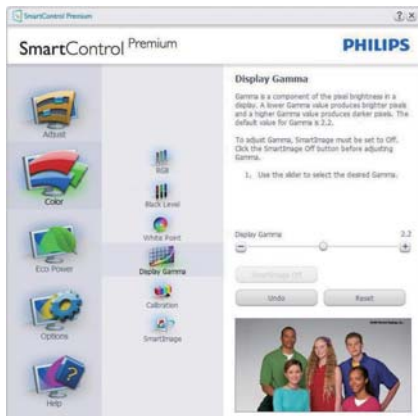 SmartControl Premium
SmartControl Premium
PHILIPS
Adjust
Color
Eco Power
Options
Help
RGB
Black Level
White Point
Display Gamma
Calibration
SmartImage
Display Gamma
Gamma is a component of the pixel brightness in a
display. A lower Gamma value produces brighter pixels
and a higher Gamma value produces darker pixels. The
default value for Gamma is 2.2.
To adjust Gamma, SmartImage must be set to Off.
Click the SmartImage Off button before adjusting
Gamma.
1. Use the slider to select the desired Gamma.
Display Gamma 2.2
SmartImage Off
Undo
Reset